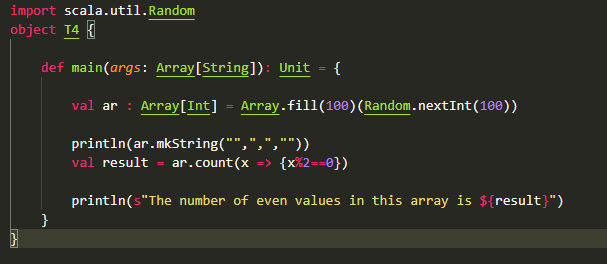 import scala.util.Random
object T4 {
def main(args: Array[String]): Unit = {
val ar : Array[Int] = Array.fill(100)(Random.nextInt(100))
println(ar.mkString("",",",""))
val result = ar.count(x => {x%2==0})
println(s"The number of even values in this array is ${result}")
}
}